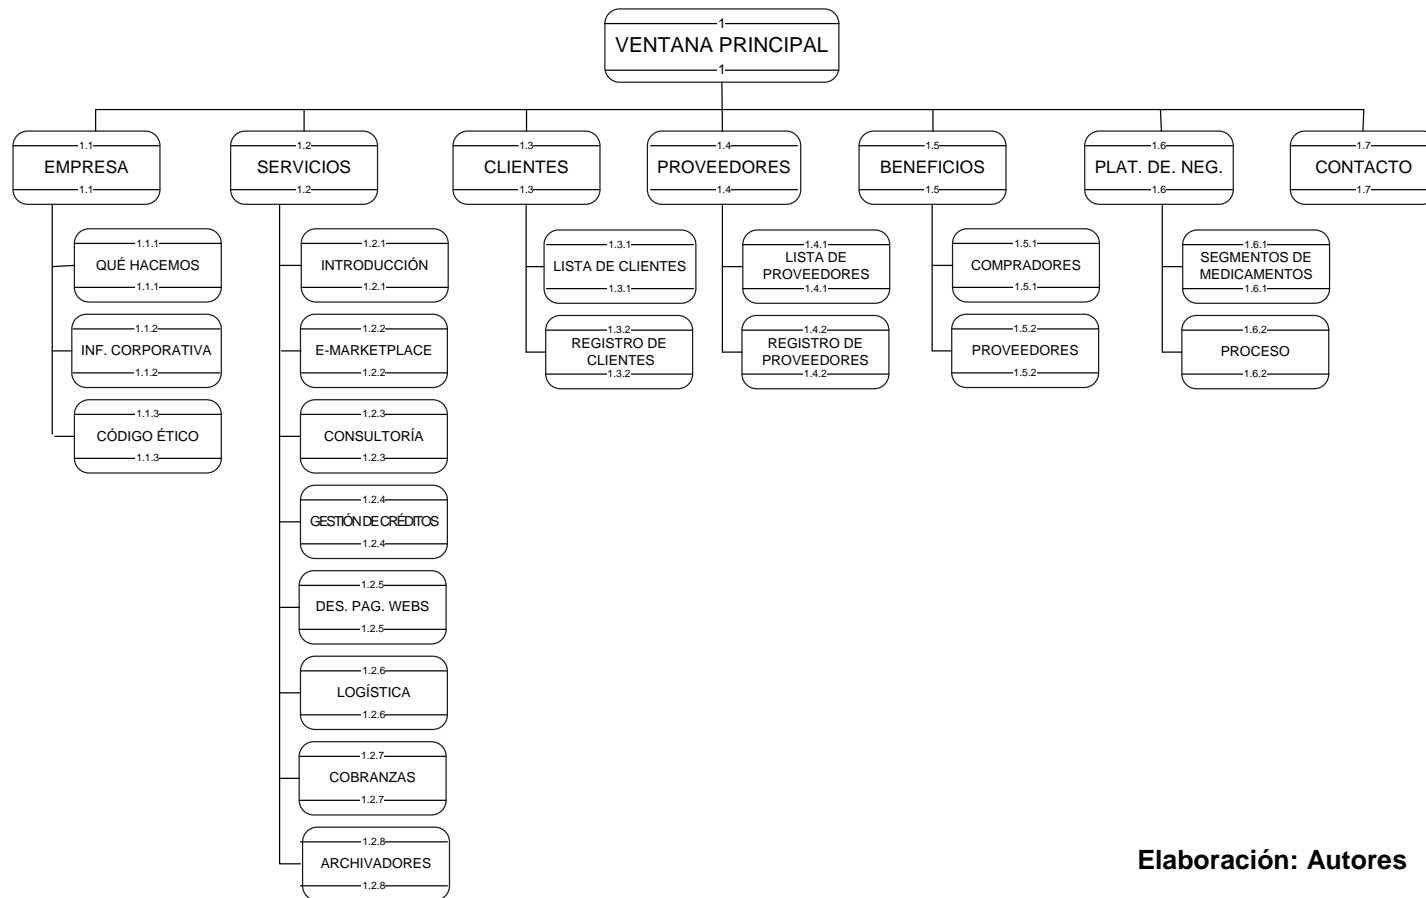 1
VENTANA PRINCIPAL
1
1.1
EMPRESA
1.1
1.2
SERVICIOS
1.2
1.3
CLIENTES
1.3
1.4
PROVEEDORES
1.4
1.5
BENEFICIOS
1.5
1.6
PLAT. DE. NEG.
1.6
1.7
CONTACTO
1.7
1.1.1
QUÉ HACEMOS
1.1.1
1.1.2
INF. CORPORATIVA
1.1.2
1.1.3
CÓDIGO ÉTICO
1.1.3
1.2.1
INTRODUCCIÓN
1.2.1
1.2.2
E-MARKETPLACE
1.2.2
1.2.3
CONSULTORÍA
1.2.3
1.2.4
GESTIÓN DE CRÉDITOS
1.2.4
1.2.5
DES. PAG. WEBS
1.2.5
1.2.6
LOGÍSTICA
1.2.6
1.2.7
COBRANZAS
1.2.7
1.2.8
ARCHIVADORES
1.2.8
1.3.1
LISTA DE CLIENTES
1.3.1
1.3.2
REGISTRO DE
CLIENTES
1.3.2
1.4.1
LISTA DE
PROVEEDORES
1.4.1
1.4.2
REGISTRO DE
PROVEEDORES
1.4.2
1.5.1
COMPRADORES
1.5.1
1.5.2
PROVEEDORES
1.5.2
1.6.1
SEGMENTOS DE
MEDICAMENTOS
1.6.1
1.6.2
PROCESO
1.6.2
Elaboración: Autores